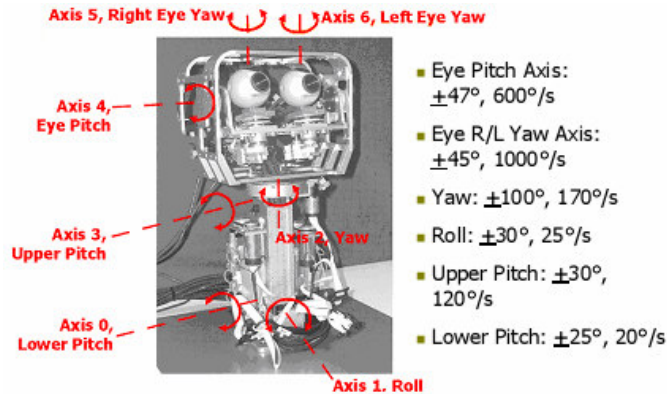 Axis 5, Right Eye Yaw
Axis 6, Left Eye Yaw
Axis 4,
Eye Pitch
Axis 3,
Upper Pitch
Axis 2, Yaw
Axis 0,
Lower Pitch
Axis 1. Roll
Eye Pitch Axis:
±47°, 600°/s
Eye R/L Yaw Axis:
±45°, 1000°/s
Yaw: ±100°, 170°/s
Roll: ±30°, 25°/s
Upper Pitch: ±30°,
120°/s
Lower Pitch: ±25°, 20°/s